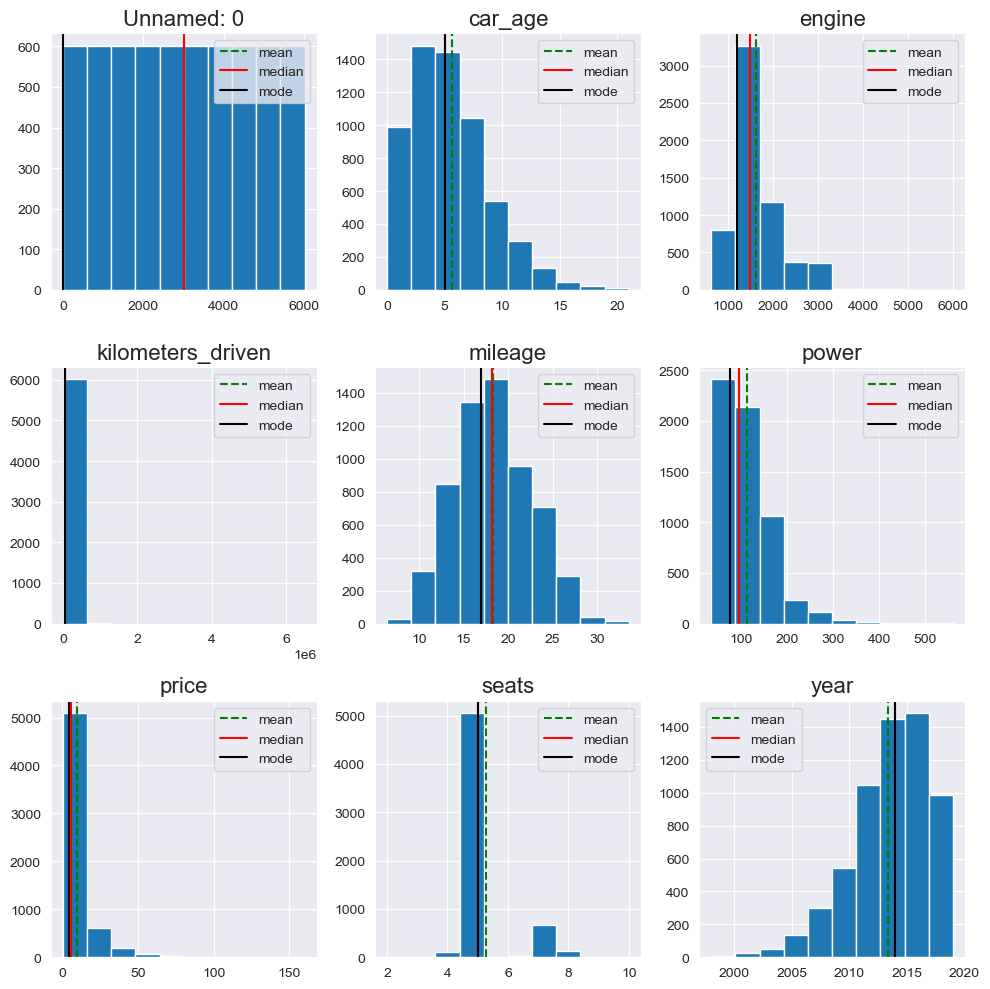 Unnamed: 0
600
500
400
300
200
100
0
0 2000 4000 6000
mean
median
mode
car_age
1400
1200
1000
800
600
400
200
0
0 5 10 15 20
mean
median
mode
engine
3500
3000
2500
2000
1500
1000
500
0
1000 2000 3000 4000 5000 6000
mean
median
mode
kilometers_driven
6000
5000
4000
3000
2000
1000
0
0 2 4 6
1e6
mean
median
mode
mileage
1400
1200
1000
800
600
400
200
0
10 15 20 25 30
mean
median
mode
power
2500
2000
1500
1000
500
0
100 200 300 400 500
mean
median
mode
price
5000
4000
3000
2000
1000
0
0 50 100 150
mean
median
mode
seats
5000
4000
3000
2000
1000
0
2 4 6 8 10
mean
median
mode
year
1400
1200
1000
800
600
400
200
0
2000 2005 2010 2015 2020
mean
median
mode